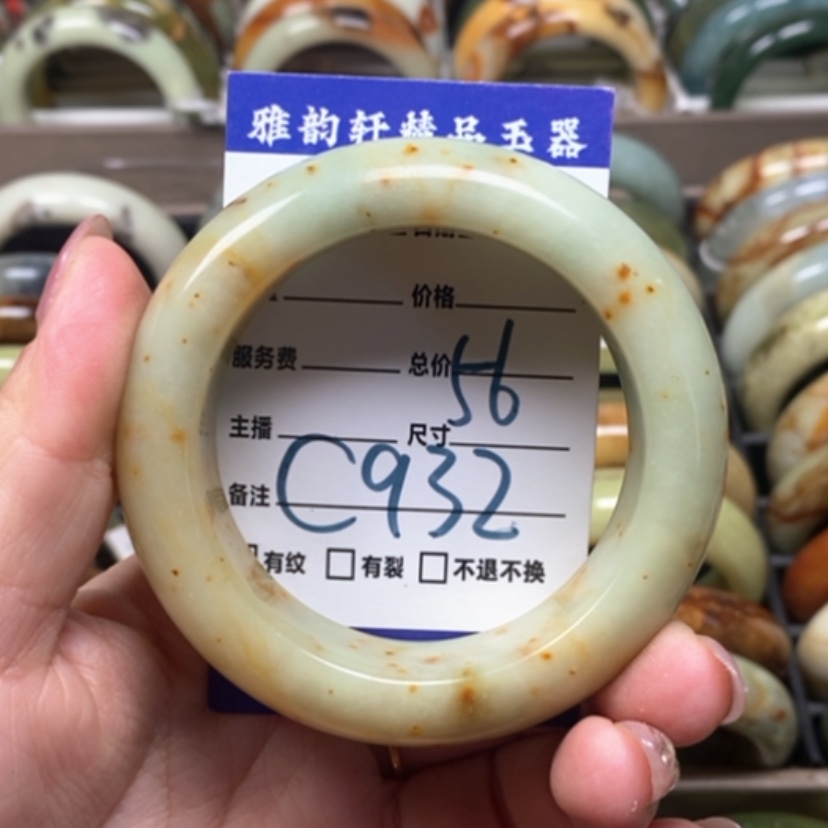 雅韵轩精品玉器
价格
服务费 总价
56
主播 尺寸
备注 C932
有纹 □有裂 □不退不换